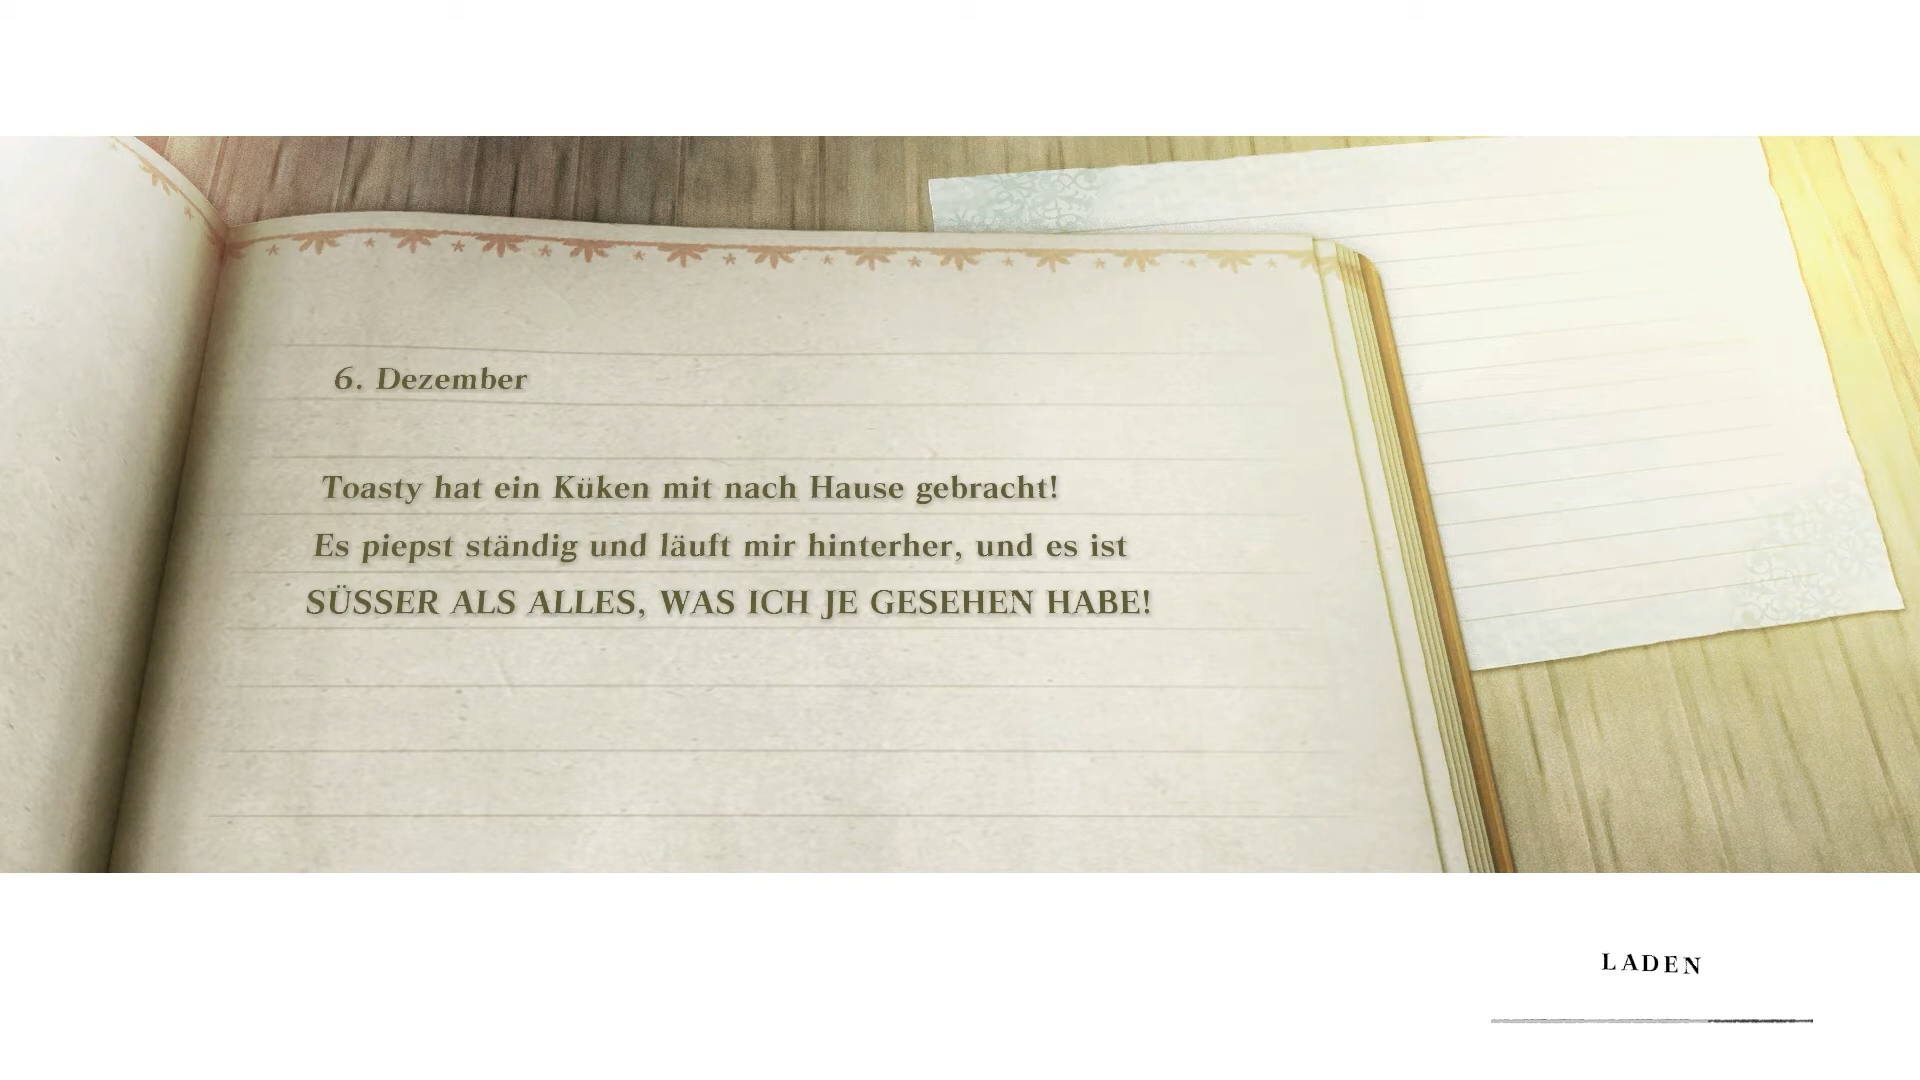 6. Dezember
Toasty hat ein Küken mit nach Hause gebracht!
Es piepst ständig und läuft mir hinterher, und es ist
SÜSSER ALS ALLES, WAS ICH JE GESEHEN HABE!
LADEN